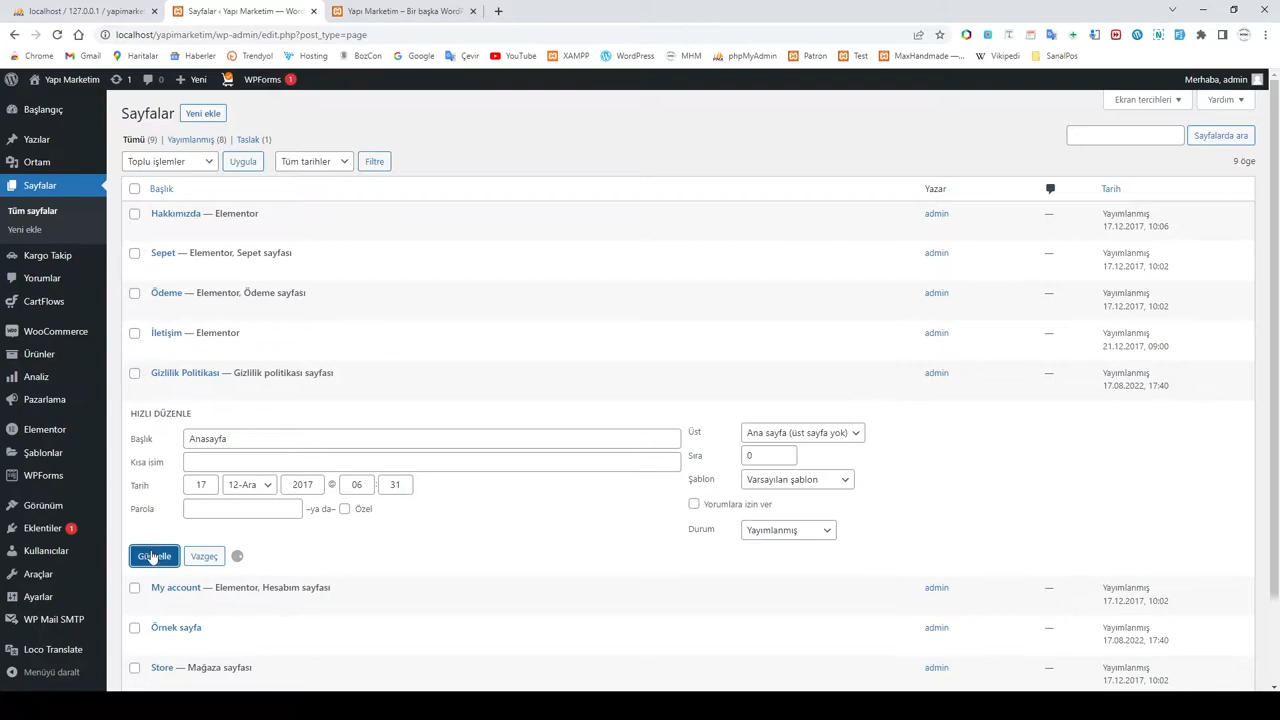 localhost / 127.0.0.1 / yapimarket
Sayfalar ‹ Yapı Marketim — Word
Yapı Marketim – Bir başka WordP
localhost/yapimarketim/wp-admin/edit.php?post_type=page
Chrome
Gmail
Haritalar
Haberler
Trendyol
Hosting
BozCon
Google
Çevir
YouTube
XAMPP
WordPress
MHM
phpMyAdmin
Patron
Test
MaxHandmade —...
Vikipedi
SanalPos
Yapı Marketim
1
0
Yeni
WPForms 1
Merhaba, admin
Başlangıç
Yazılar
Ortam
Sayfalar
Tüm sayfalar
Yeni ekle
Kargo Takip
Yorumlar
CartFlows
WooCommerce
Ürünler
Analiz
Pazarlama
Elementor
Şablonlar
WPForms
Görünüm
Eklentiler 1
Kullanıcılar
Araçlar
Ayarlar
WP Mail SMTP
Loco Translate
Menüyü daralt
Ekran tercihleri
Yardım
Sayfalar
Yeni ekle
Tümü (9) | Yayımlanmış (8) | Taslak (1)
Sayfalarda ara
Toplu işlemler
Uygula
Tüm tarihler
Filtre
9 öge
Başlık
Yazar
Tarih
Hakkımızda — Elementor
admin
—
Yayımlanmış
17.12.2017, 10:06
Sepet — Elementor, Sepet sayfası
admin
—
Yayımlanmış
17.12.2017, 10:02
Ödeme — Elementor, Ödeme sayfası
admin
—
Yayımlanmış
17.12.2017, 10:02
İletişim — Elementor
admin
—
Yayımlanmış
21.12.2017, 09:00
Gizlilik Politikası — Gizlilik politikası sayfası
admin
—
Yayımlanmış
17.08.2022, 17:40
HIZLI DÜZENLE
Başlık
Anasayfa
Kısa isim
Tarih
17
12-Ara
2017
@
06
:
31
Parola
–ya da–
Özel
Üst
Ana sayfa (üst sayfa yok)
Sıra
0
Şablon
Varsayılan şablon
Yorumlara izin ver
Durum
Yayımlanmış
Güncelle
Vazgeç
My account — Elementor, Hesabım sayfası
admin
—
Yayımlanmış
17.12.2017, 10:02
Örnek sayfa
admin
—
Yayımlanmış
17.08.2022, 17:40
Store — Mağaza sayfası
admin
—
Yayımlanmış
17.12.2017, 10:02